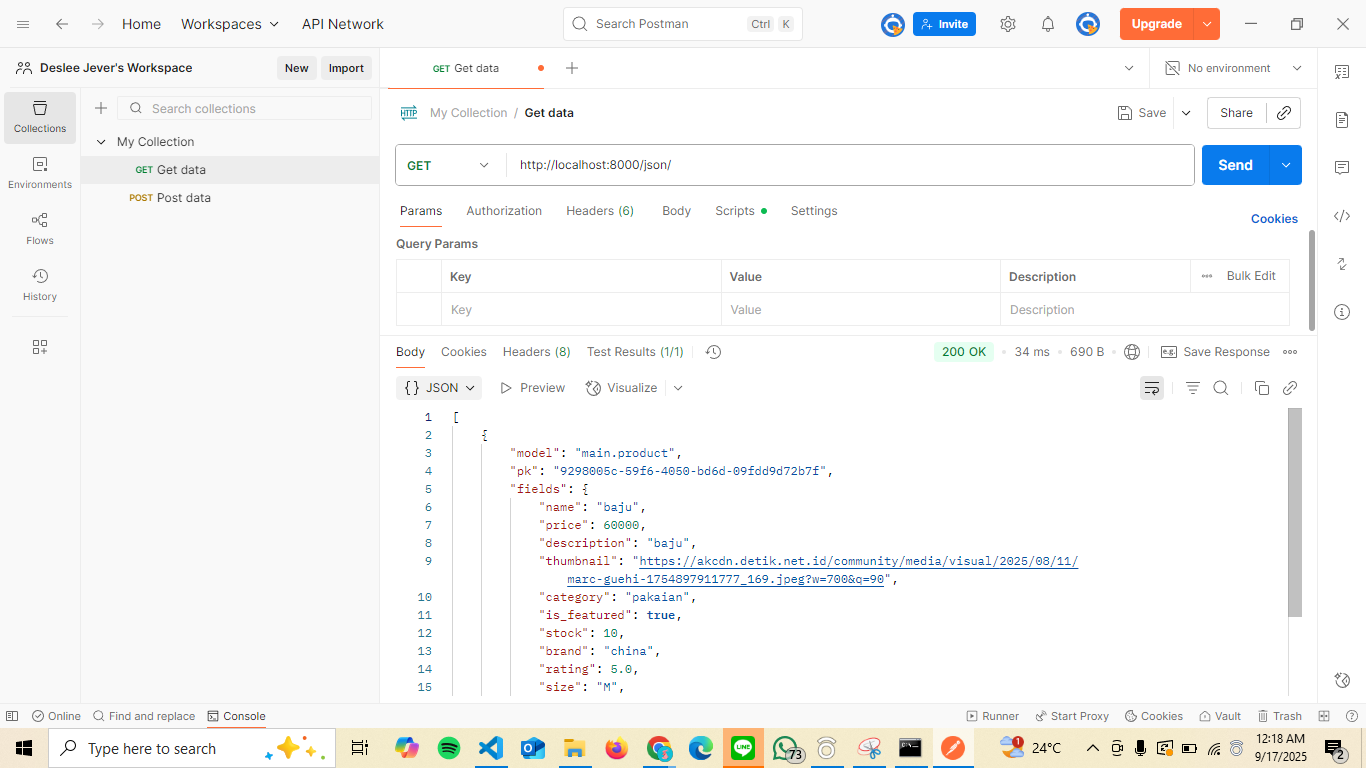 Home Workspaces API Network Search Postman Ctrl K Invite Upgrade
Deslee Jever's Workspace New Import GET Get data No environment
Collections
Search collections
My Collection / Get data Save Share
My Collection
GET Get data
POST Post data
Environments
Flows
History
GET http://localhost:8000/json/ Send
Params Authorization Headers (6) Body Scripts Settings Cookies
Query Params
Key Value Description Bulk Edit
Key Value Description
Body Cookies Headers (8) Test Results (1/1) 200 OK 34 ms 690 B e.g. Save Response
{} JSON Preview Visualize
1 [
2 {
3 "model": "main.product",
4 "pk": "9298005c-59f6-4050-bd6d-09fdd9d72b7f",
5 "fields": {
6 "name": "baju",
7 "price": 60000,
8 "description": "baju",
9 "thumbnail": "https://akcdn.detik.net.id/community/media/visual/2025/08/11/
marc-guehi-1754897911777_169.jpeg?w=700&q=90",
10 "category": "pakaian",
11 "is_featured": true,
12 "stock": 10,
13 "brand": "china",
14 "rating": 5.0,
15 "size": "M",
Online Find and replace Console Runner Start Proxy Cookies Vault Trash
Type here to search LINE 73 1 24°C 12:18 AM
9/17/2025 2